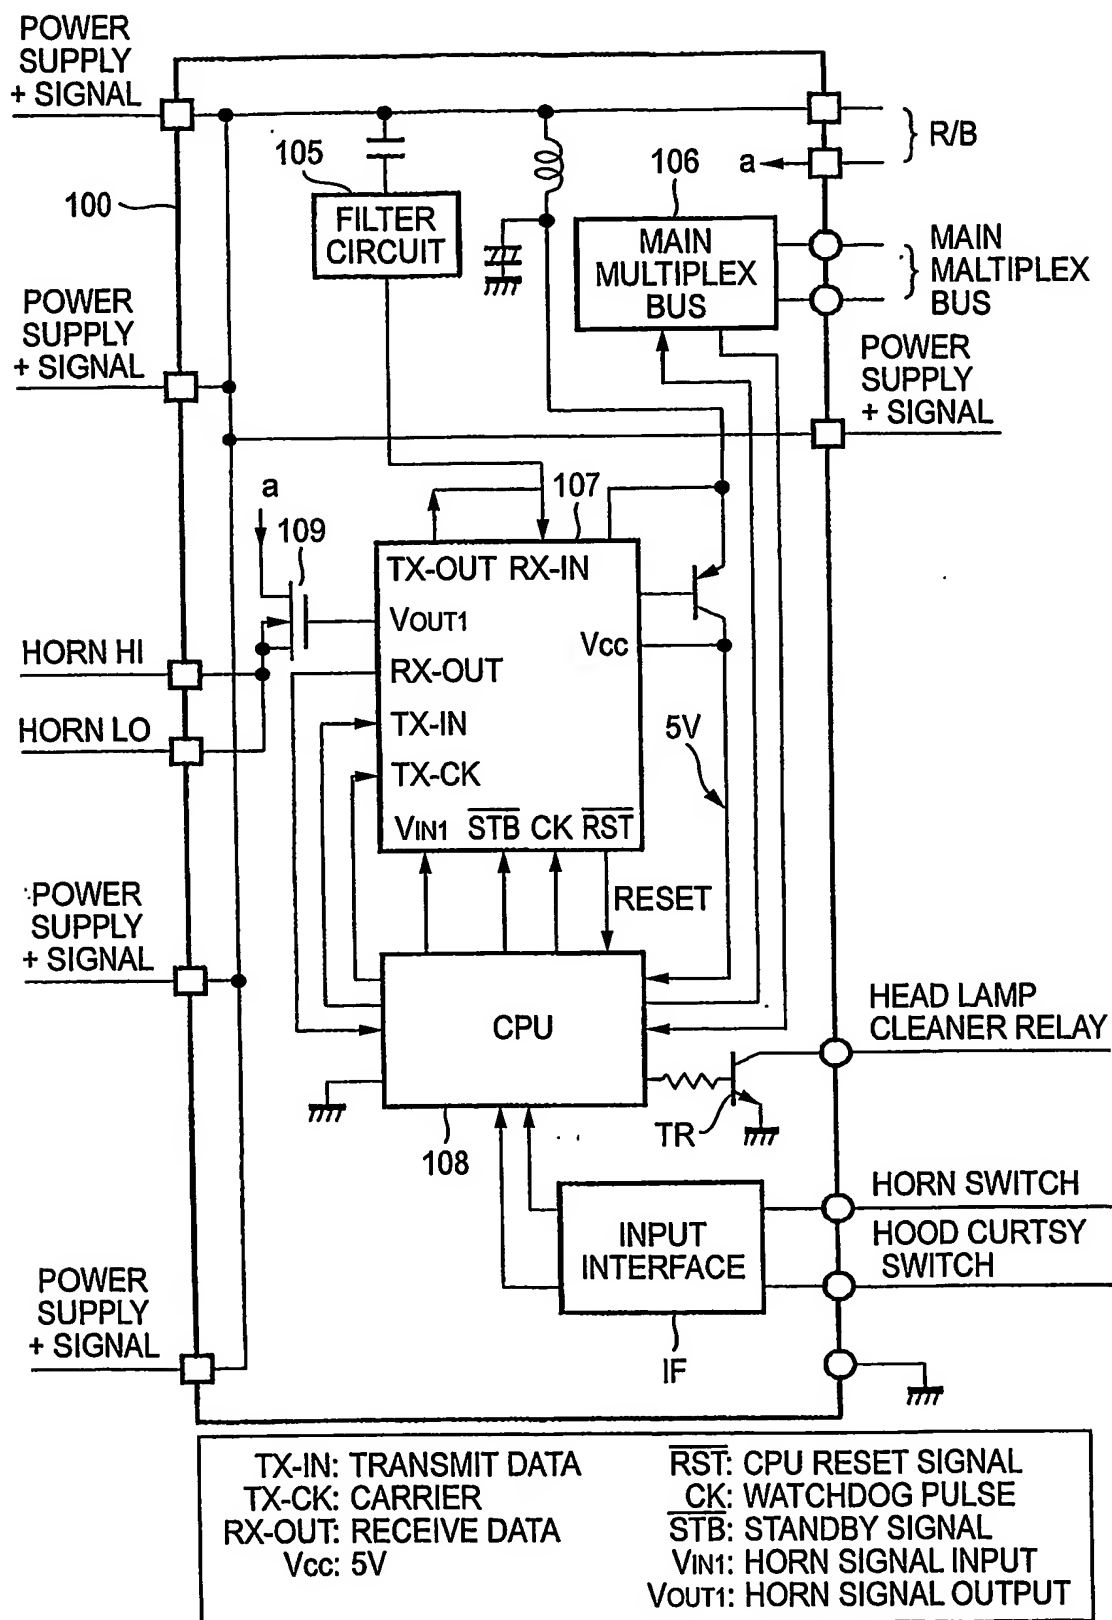 POWER
SUPPLY
+ SIGNAL
R/B
a
105
106
100
FILTER
CIRCUIT
MAIN
MULTIPLEX
BUS
MAIN
MALTIPLEX
BUS
POWER
SUPPLY
+ SIGNAL
POWER
SUPPLY
+ SIGNAL
a
109
107
TX-OUT RX-IN
VOUT1
Vcc
HORN HI
RX-OUT
HORN LO
TX-IN
5V
TX-CK
VIN1 S̅T̅B̅ CK R̅S̅T̅
RESET
POWER
SUPPLY
+ SIGNAL
CPU
HEAD LAMP
CLEANER RELAY
TR
108
HORN SWITCH
INPUT
INTERFACE
HOOD CURTSY
SWITCH
POWER
SUPPLY
+ SIGNAL
IF
TX-IN: TRANSMIT DATA
TX-CK: CARRIER
RX-OUT: RECEIVE DATA
Vcc: 5V
R̅S̅T̅: CPU RESET SIGNAL
CK: WATCHDOG PULSE
S̅T̅B̅: STANDBY SIGNAL
VIN1: HORN SIGNAL INPUT
VOUT1: HORN SIGNAL OUTPUT